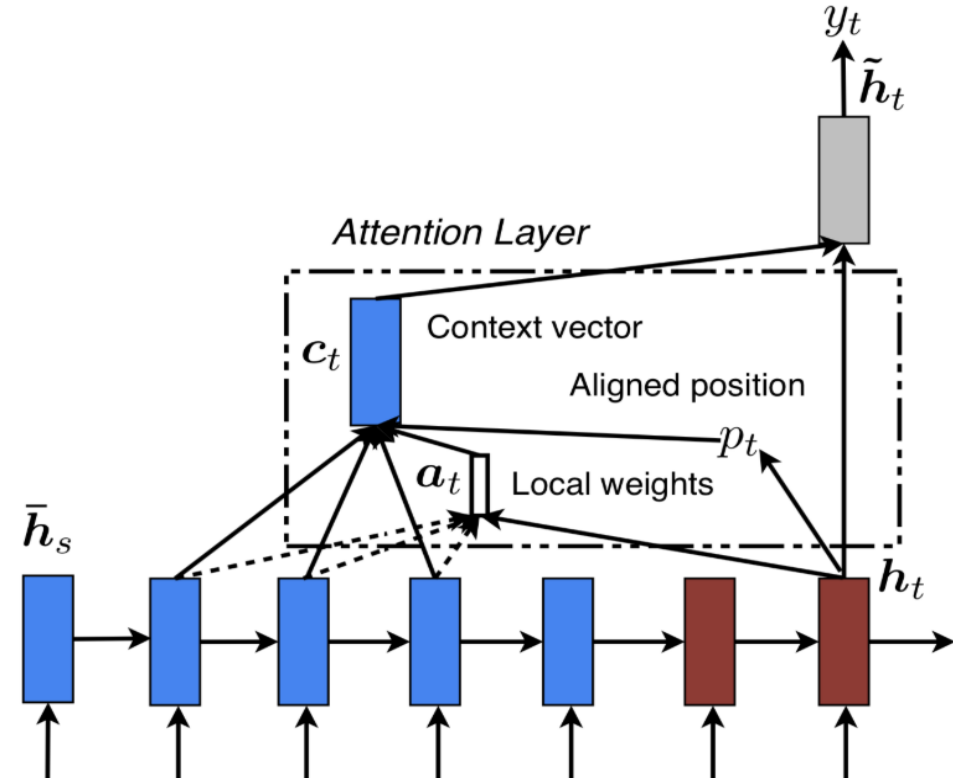 y_t
h̃_t
Attention Layer
Context vector
c_t
Aligned position
p_t
a_t
Local weights
h̄_s
h_t